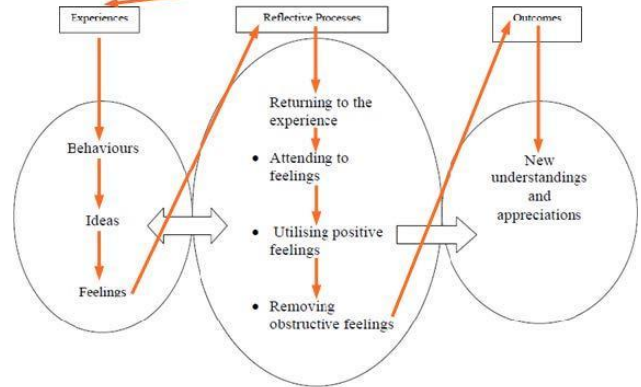 Experiences
Behaviours
Ideas
Feelings
Reflective Processes
Returning to the
experience
• Attending to
feelings
• Utilising positive
feelings
• Removing
obstructive feelings
Outcomes
New
understandings
and
appreciations